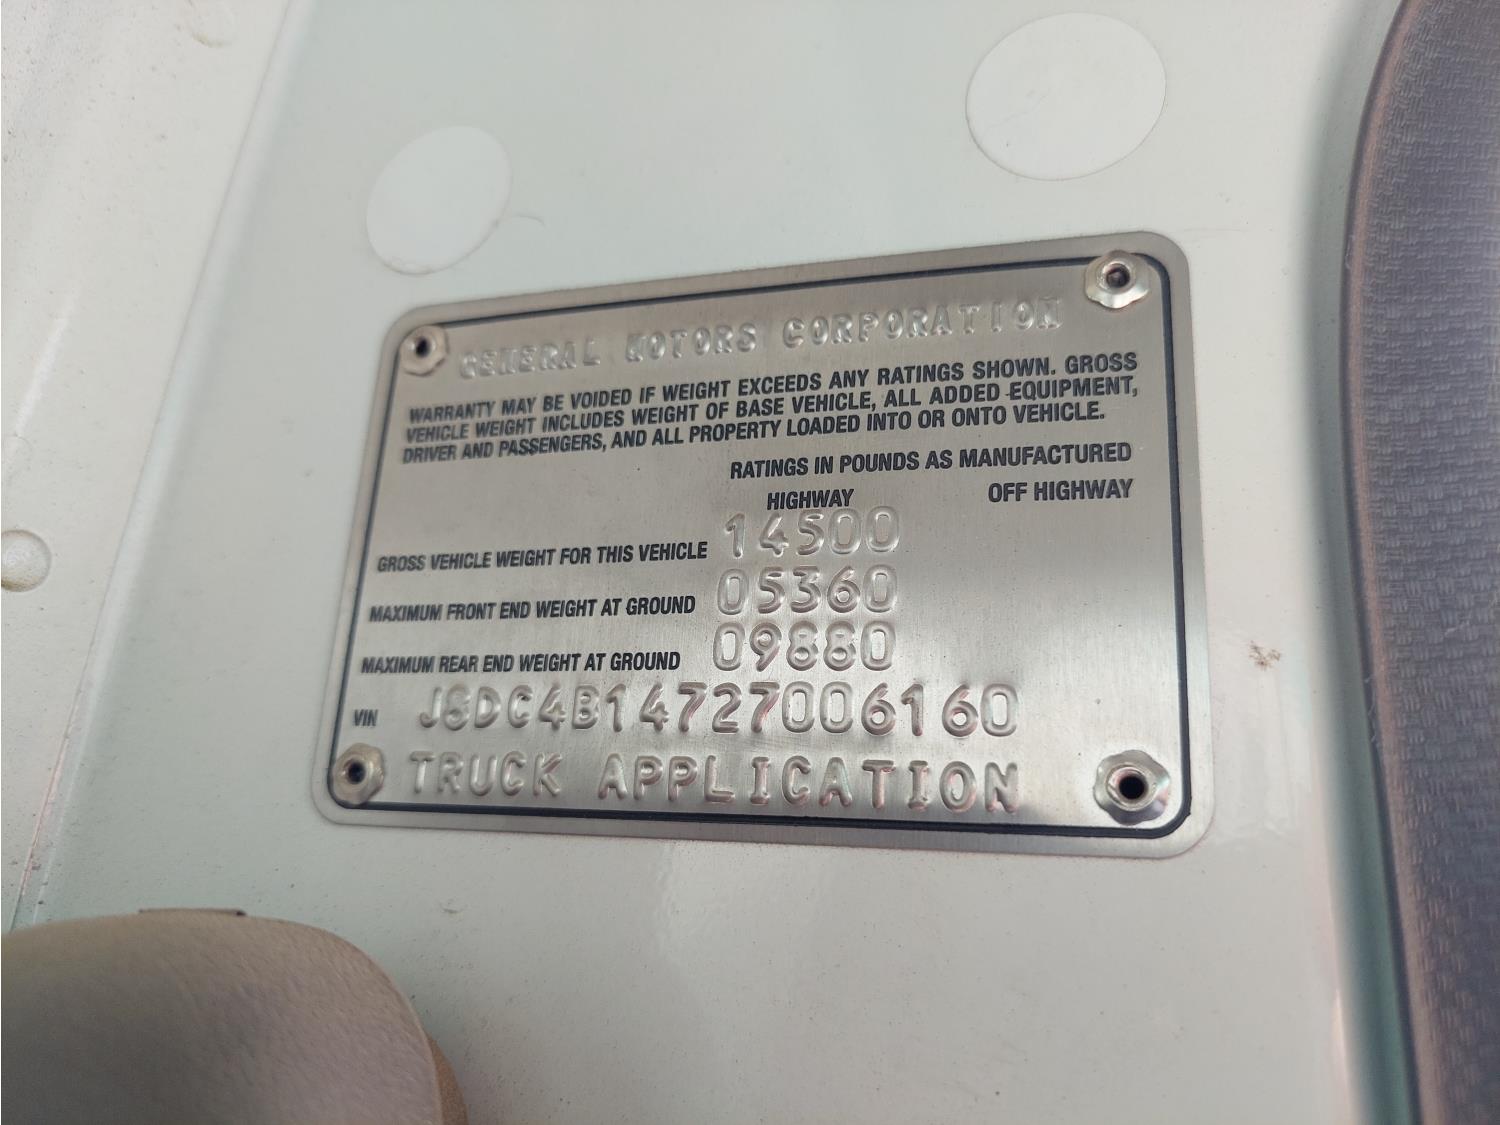 GENERAL MOTORS CORPORATION
WARRANTY MAY BE VOIDED IF WEIGHT EXCEEDS ANY RATINGS SHOWN. GROSS
VEHICLE WEIGHT INCLUDES WEIGHT OF BASE VEHICLE, ALL ADDED EQUIPMENT,
DRIVER AND PASSENGERS, AND ALL PROPERTY LOADED INTO OR ONTO VEHICLE.
RATINGS IN POUNDS AS MANUFACTURED
HIGHWAY OFF HIGHWAY
GROSS VEHICLE WEIGHT FOR THIS VEHICLE 14500
MAXIMUM FRONT END WEIGHT AT GROUND 05360
MAXIMUM REAR END WEIGHT AT GROUND 09880
VIN J8DC4B14727006160
TRUCK APPLICATION